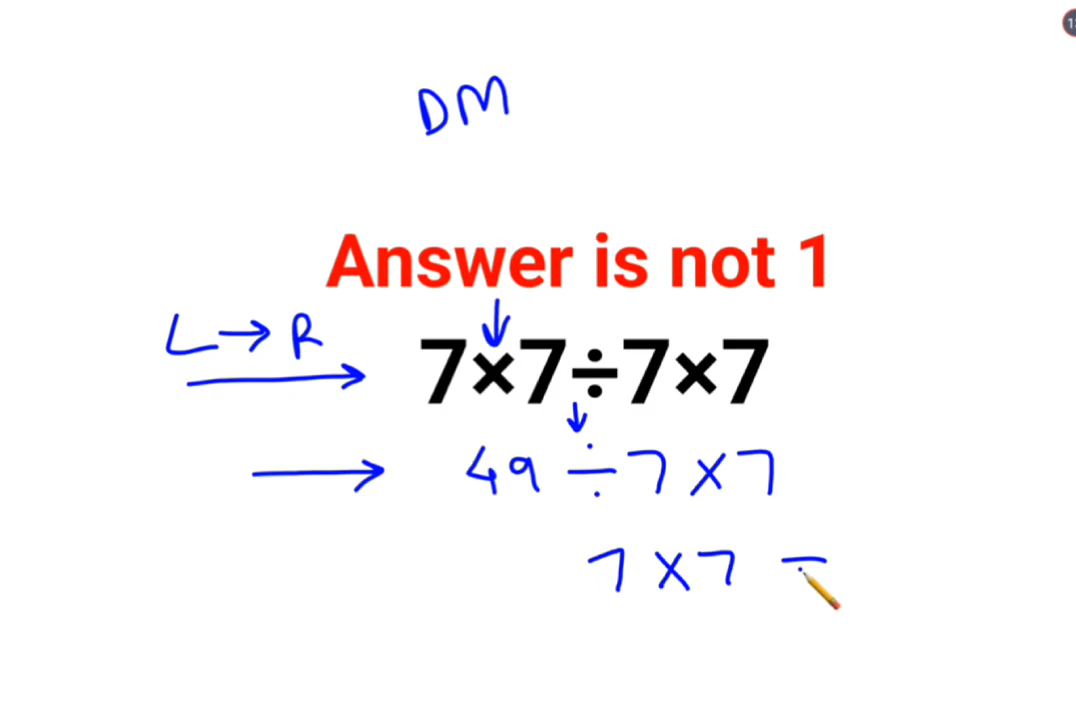 DM
Answer is not 1
L → R
7×7÷7×7
49 ÷ 7 × 7
7 × 7